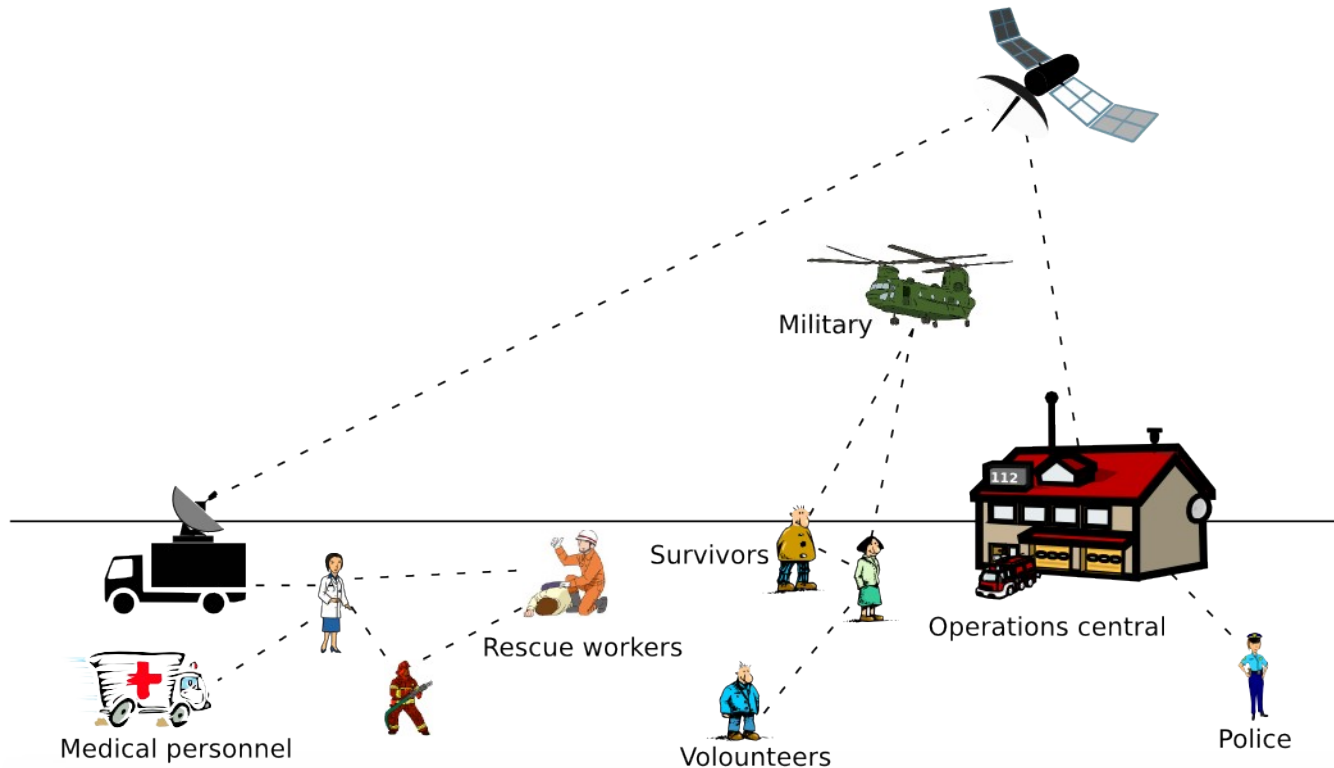 Military
112
Survivors
Operations central
Rescue workers
Police
Medical personnel
Volounteers